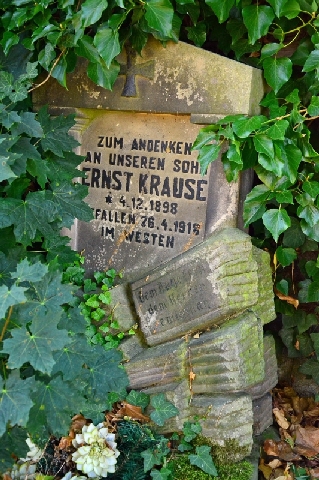 ZUM ANDENKEN
AN UNSEREN SOHN
ERNST KRAUSE
* 4.12.1898
GEFALLEN 26.4.1918
IM WESTEN